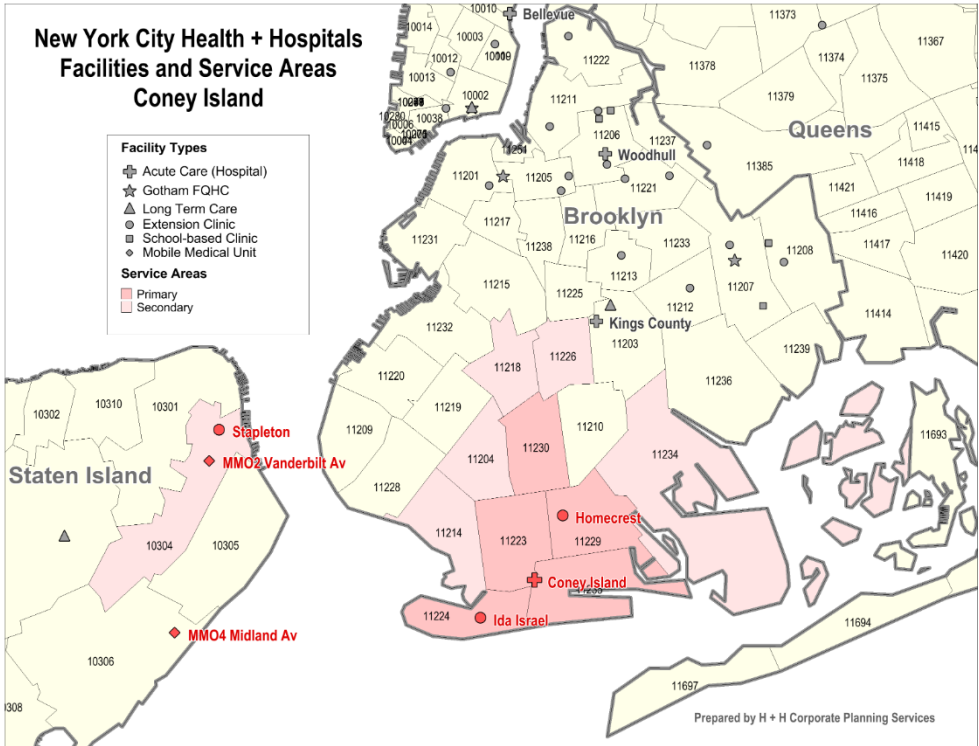 New York City Health + Hospitals
Facilities and Service Areas
Coney Island
Facility Types
Acute Care (Hospital)
Gotham FQHC
Long Term Care
Extension Clinic
School-based Clinic
Mobile Medical Unit
Service Areas
Primary
Secondary
10010
Bellevue
10014
10003
10012
10013
10002
10280
10006
10038
11222
11211
11206
11237
Woodhull
11201
11205
11221
11217
Brooklyn
11231
11238
11216
11233
11213
11215
11225
11212
11207
11208
Kings County
11203
11232
11226
11218
11239
11236
11220
11219
11210
11209
11230
11204
11234
11228
11214
11223
Homecrest
11229
Coney Island
11224
Ida Israel
11373
11374
11367
11378
11375
11379
Queens
11415
11385
11418
11421
11419
11416
11417
11420
11414
11693
11694
11697
10302
10310
10301
Stapleton
MMO2 Vanderbilt Av
Staten Island
10304
10305
MMO4 Midland Av
10306
Prepared by H + H Corporate Planning Services